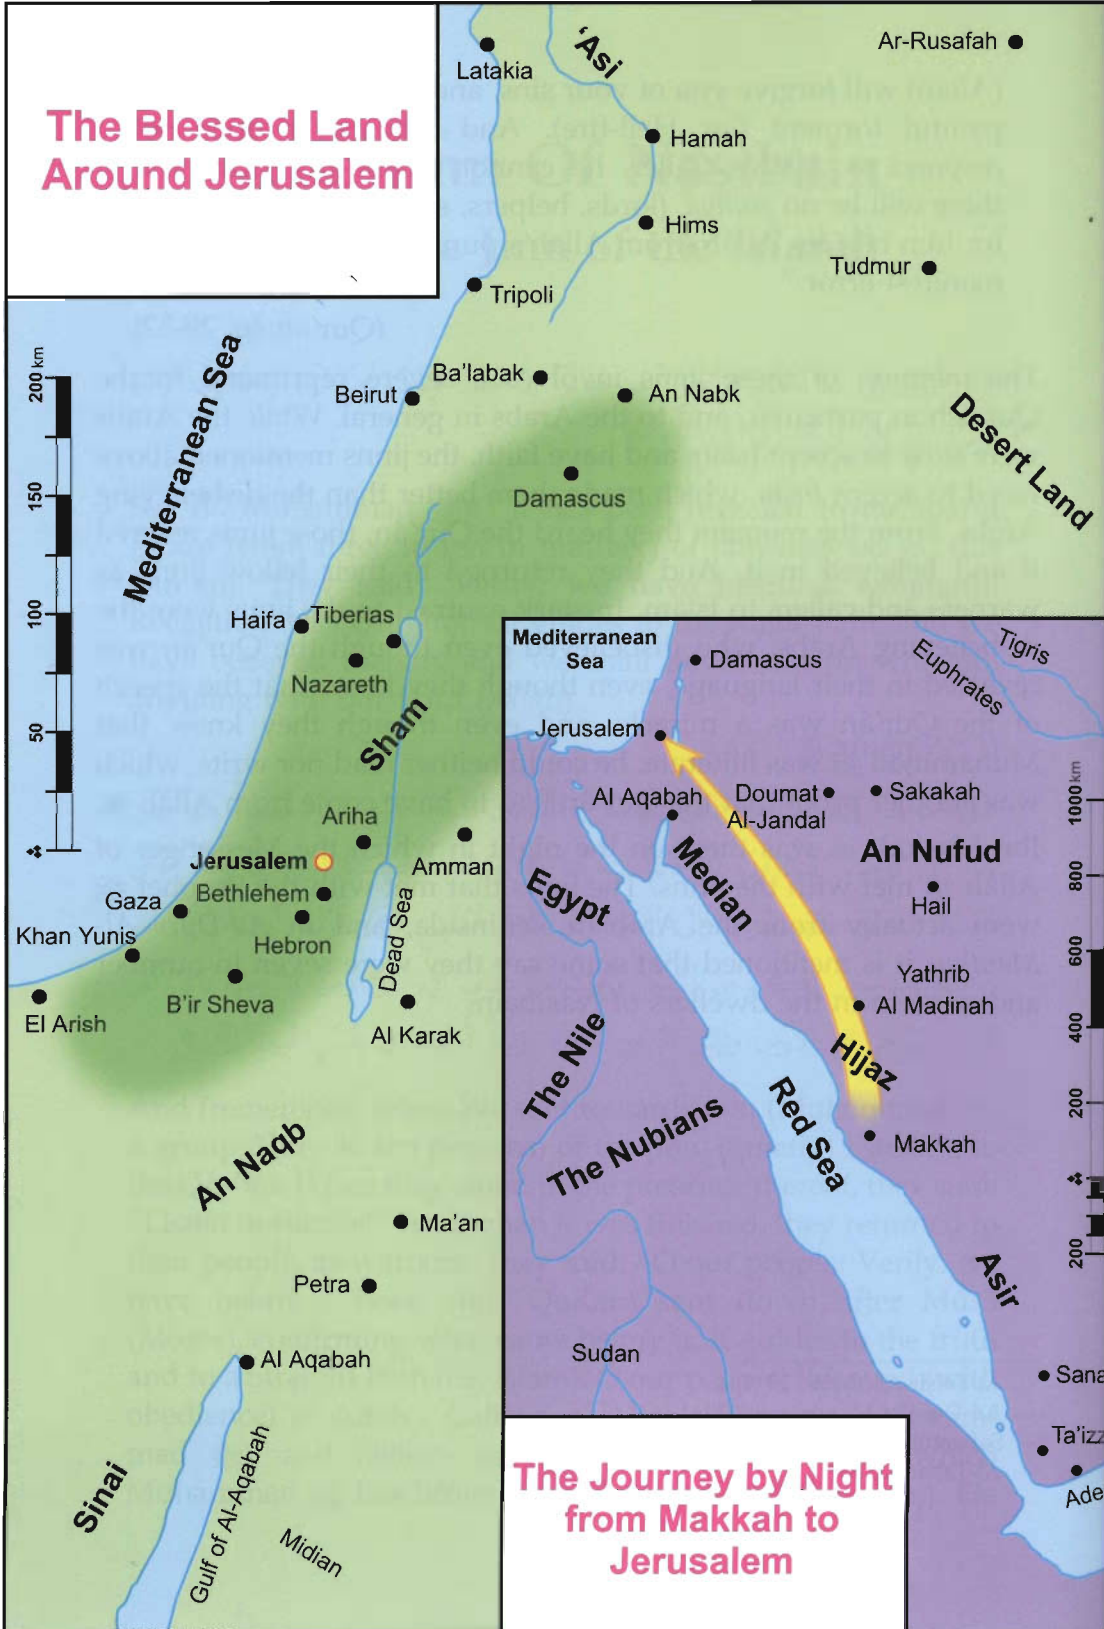 The Blessed Land
Around Jerusalem
Latakia
‘Asi
Ar-Rusafah
Hamah
Hims
Tudmur
Tripoli
Mediterranean Sea
Ba’labak
Beirut
An Nabk
Desert Land
Damascus
200 km
150
100
50
Haifa
Tiberias
Nazareth
Sham
Ariha
Jerusalem
Amman
Bethlehem
Gaza
Khan Yunis
Hebron
Dead Sea
B’ir Sheva
El Arish
Al Karak
An Naqb
Ma’an
Petra
Al Aqabah
Sinai
Gulf of Al-Aqabah
Midian
Mediterranean
Sea
Damascus
Tigris
Euphrates
Jerusalem
Al Aqabah
Doumat
Al-Jandal
Sakakah
1000 km
800
600
400
200
200
An Nufud
Hail
Median
Egypt
Yathrib
Al Madinah
Hijaz
The Nile
The Nubians
Red Sea
Makkah
Asir
Sudan
Sana
Ta’izz
Ade
The Journey by Night
from Makkah to
Jerusalem